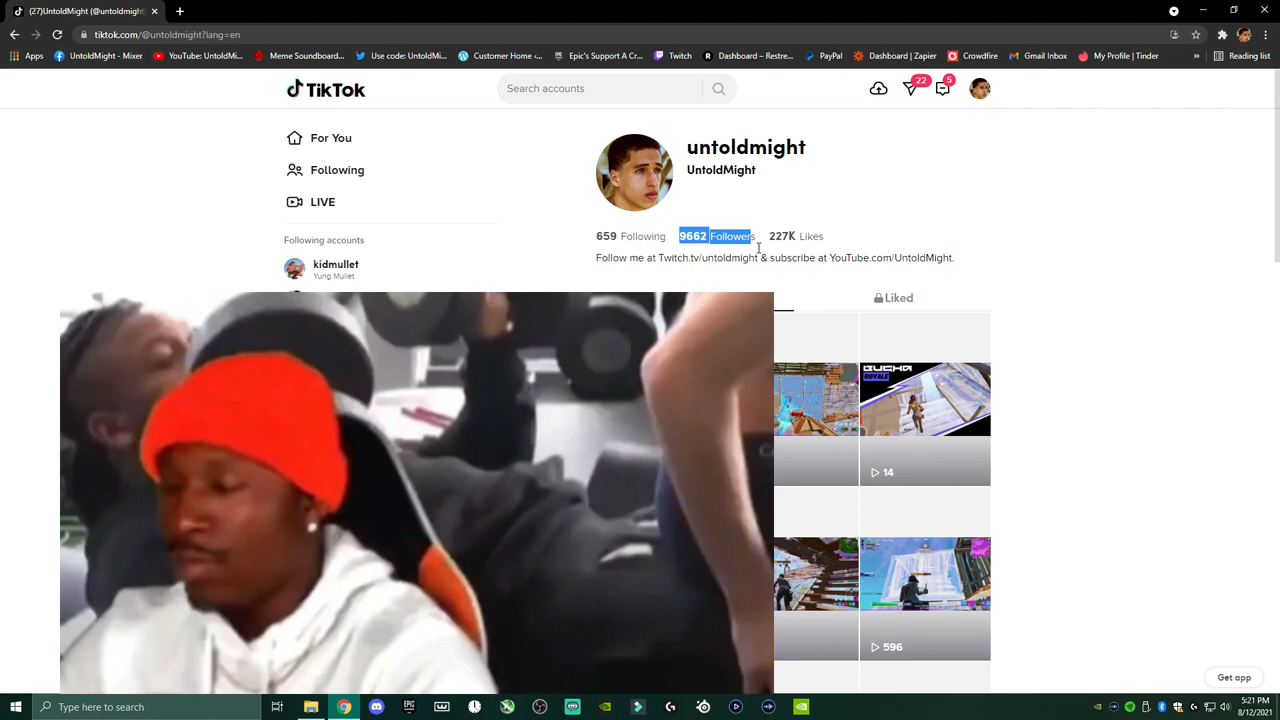 (27)UntoldMight (@untoldmight)
tiktok.com/@untoldmight?lang=en
Apps
UntoldMight - Mixer
YouTube: UntoldMi...
Meme Soundboard...
Use code: UntoldMi...
Customer Home -...
Epic's Support A Cr...
Twitch
Dashboard – Restre...
Dashboard | Zapier
Crowdfire
Gmail Inbox
My Profile | Tinder
»
Reading list
TikTok
Search accounts
22
5
For You
Following
LIVE
Following accounts
kidmullet
Yung Mullet
untoldmight
UntoldMight
659 Following 9662 Followers 227K Likes
Follow me at Twitch.tv/untoldmight & subscribe at YouTube.com/UntoldMight.
Liked
ROYALE
14
596
Get app
Type here to search
EPIC
5:21 PM
8/12/2021